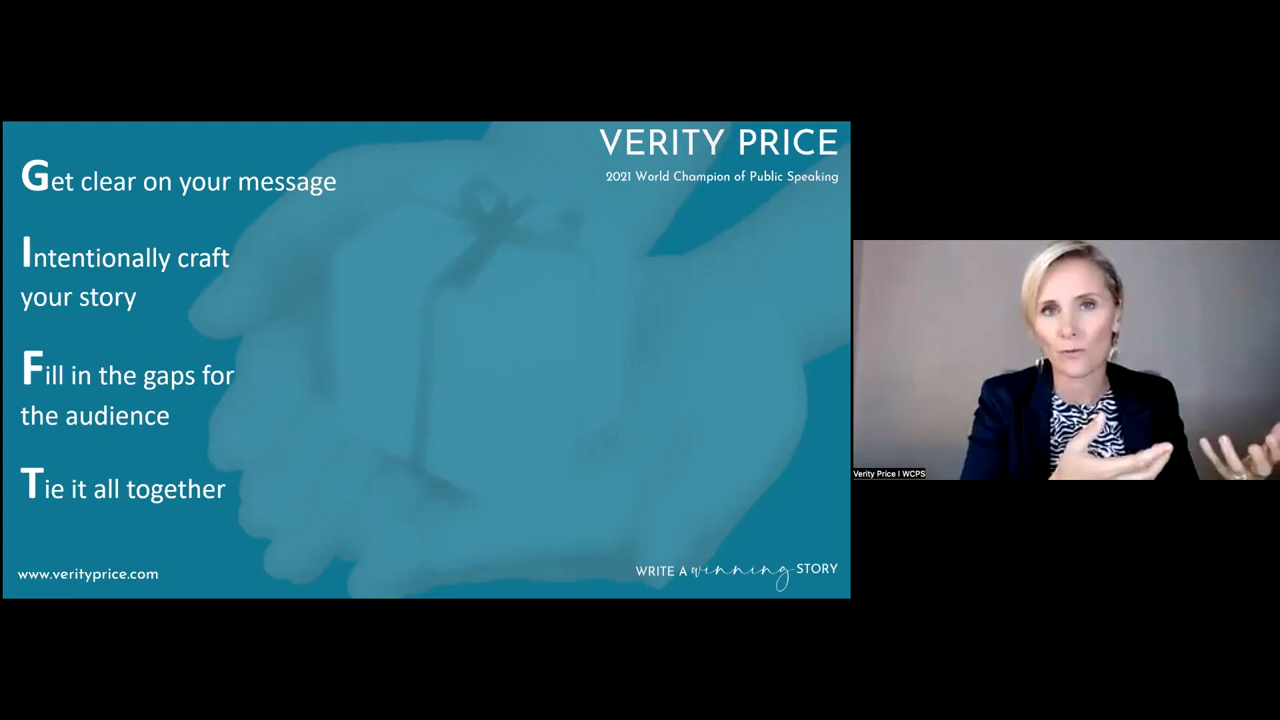 VERITY PRICE
2021 World Champion of Public Speaking
Get clear on your message
Intentionally craft
your story
Fill in the gaps for
the audience
Tie it all together
www.verityprice.com
WRITE A winning STORY
Verity Price I WCPS